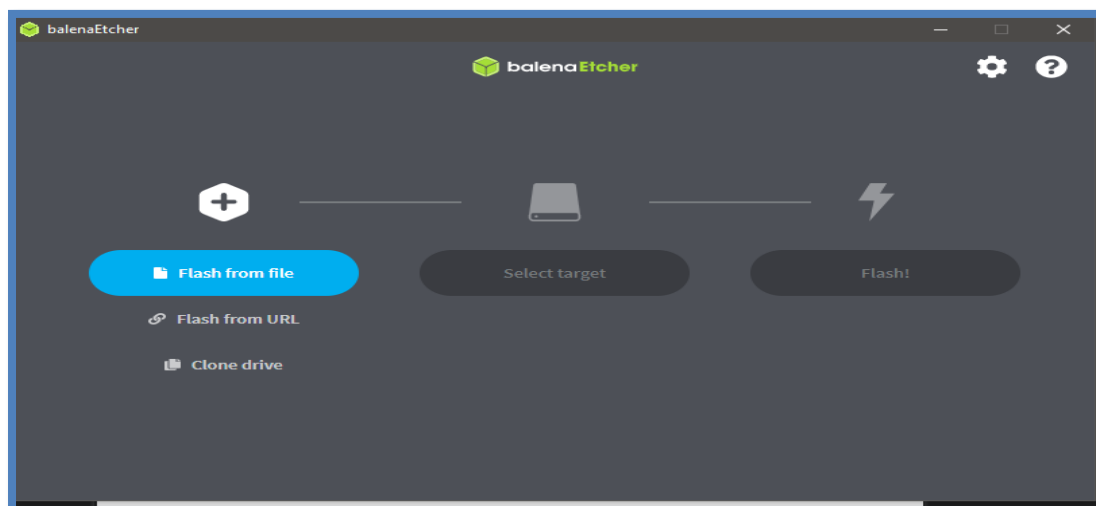 balenaEtcher
balenaEtcher
Flash from file
Select target
Flash!
Flash from URL
Clone drive